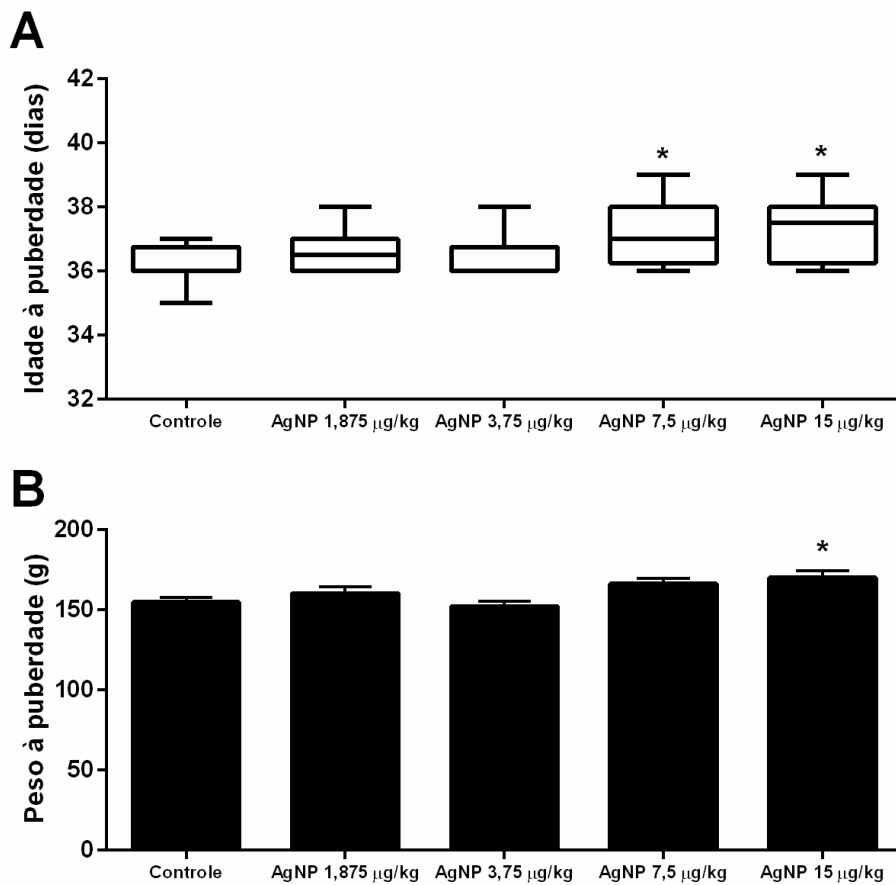 A
Idade à puberdade (dias)
42
40
38
36
34
32
* *
Controle AgNP 1,875 μg/kg AgNP 3,75 μg/kg AgNP 7,5 μg/kg AgNP 15 μg/kg
B
Peso à puberdade (g)
200
150
100
50
0
*
Controle AgNP 1,875 μg/kg AgNP 3,75 μg/kg AgNP 7,5 μg/kg AgNP 15 μg/kg